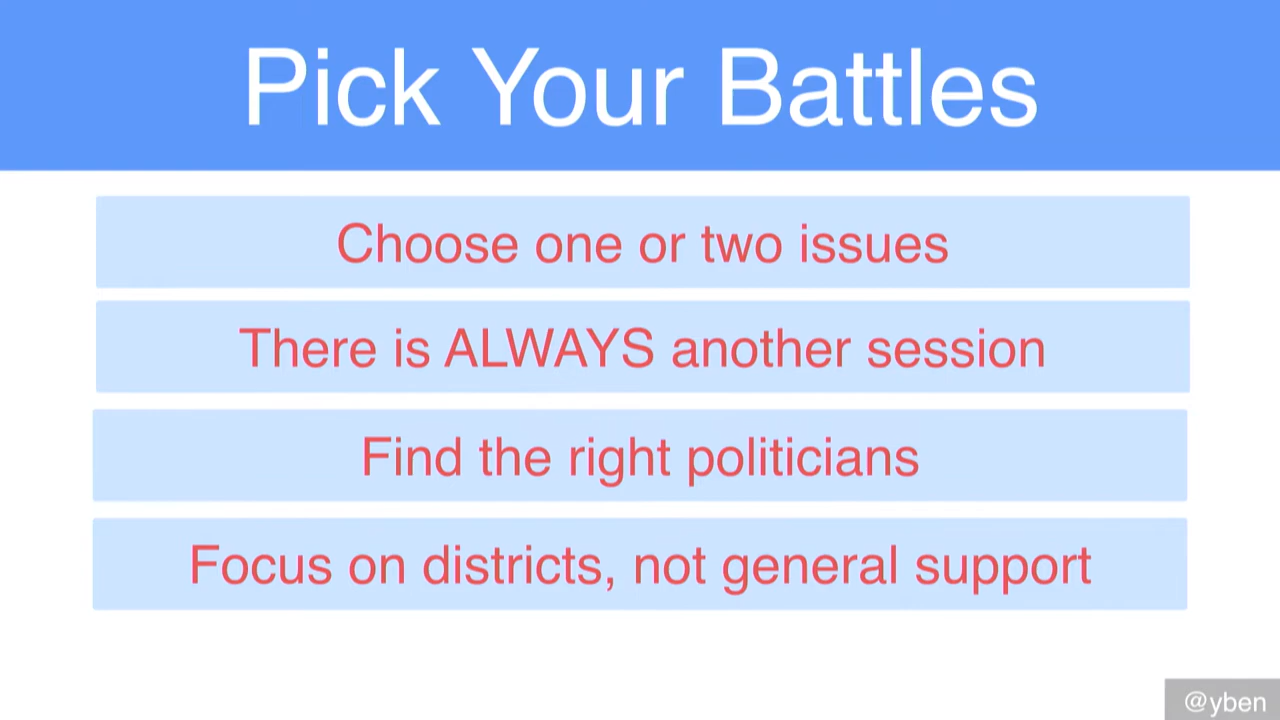 Pick Your Battles
Choose one or two issues
There is ALWAYS another session
Find the right politicians
Focus on districts, not general support
@yben